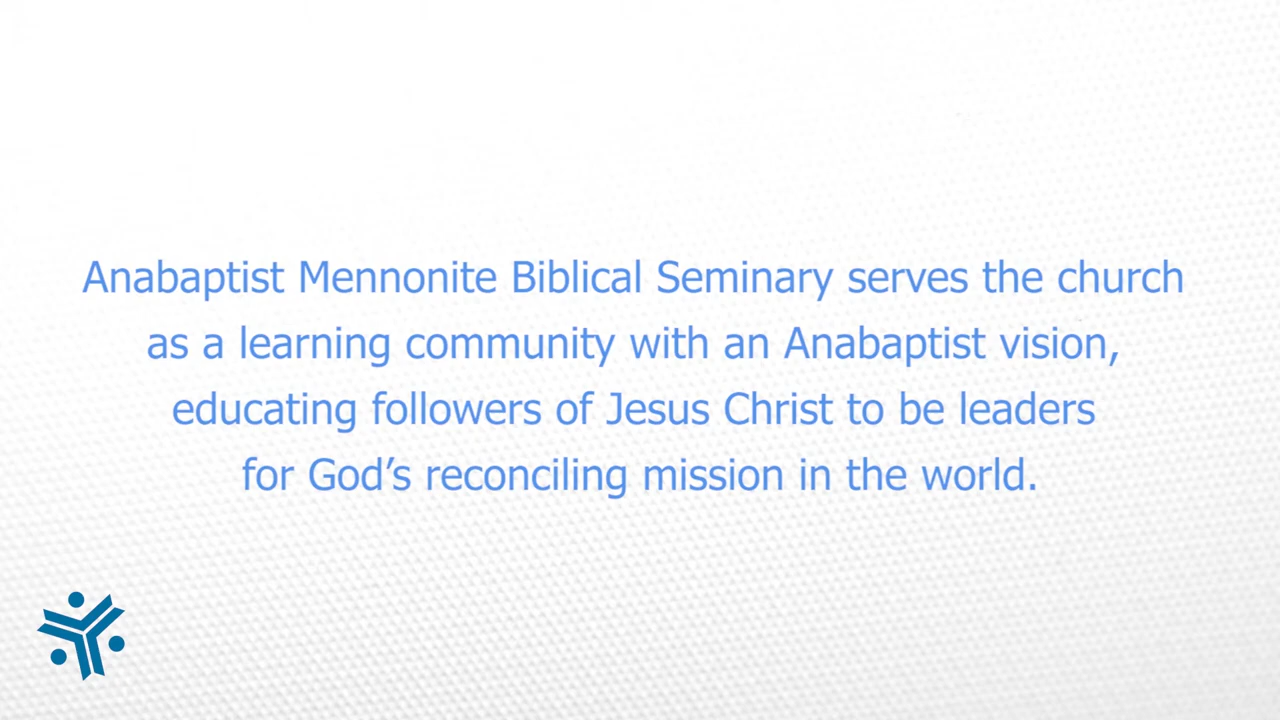 Anabaptist Mennonite Biblical Seminary serves the church
as a learning community with an Anabaptist vision,
educating followers of Jesus Christ to be leaders
for God’s reconciling mission in the world.